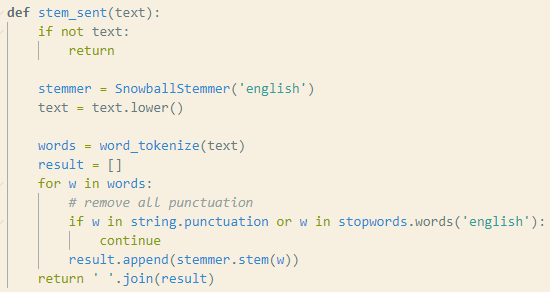 def stem_sent(text):
    if not text:
        return
    stemmer = SnowballStemmer('english')
    text = text.lower()
    words = word_tokenize(text)
    result = []
    for w in words:
        # remove all punctuation
        if w in string.punctuation or w in stopwords.words('english'):
            continue
        result.append(stemmer.stem(w))
    return ' '.join(result)